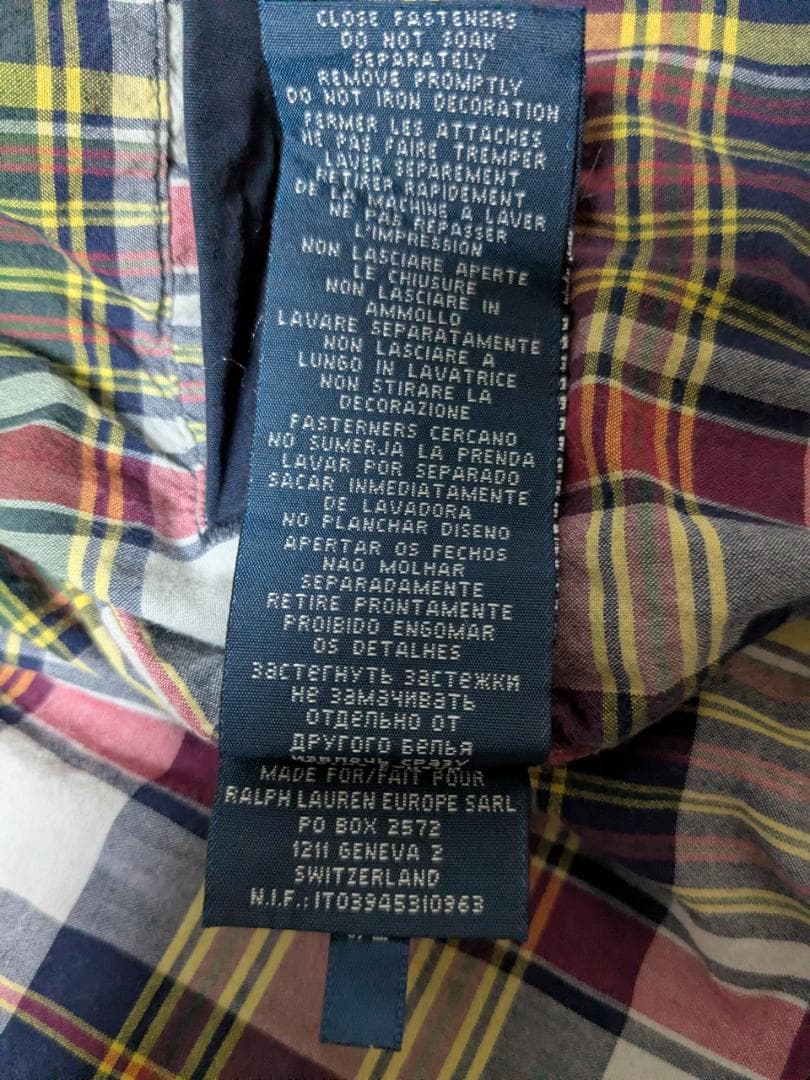 CLOSE FASTENERS
DO NOT SOAK
SEPARATELY
REMOVE PROMPTLY
DO NOT IRON DECORATION
FERMER LES ATTACHES
NE PAS FAIRE TREMPER
LAVER SEPAREMENT
RETIRER RAPIDEMENT
DE LA MACHINE A LAVER
NE PAS REPASSER
L'IMPRESSION
NON LASCIARE APERTE
LE CHIUSURE
NON LASCIARE IN
AMMOLLO
LAVARE SEPARATAMENTE
NON LASCIARE A
LUNGO IN LAVATRICE
NON STIRARE LA
DECORAZIONE
FASTERNERS CERCANO
NO SUMERJA LA PRENDA
LAVAR POR SEPARADO
SACAR INMEDIATAMENTE
DE LAVADORA
NO PLANCHAR DISENO
APERTAR OS FECHOS
NAO MOLHAR
SEPARADAMENTE
RETIRE PRONTAMENTE
PROIBIDO ENGOMAR
OS DETALHES
ЗАСТЕГНУТЬ ЗАСТЕЖКИ
НЕ ЗАМАЧИВАТЬ
ОТДЕЛЬНО ОТ
ДРУГОГО БЕЛЬЯ
ИЗВЛЕЧЬ СРАЗУ
MADE FOR/FAIT POUR
RALPH LAUREN EUROPE SARL
PO BOX 2572
1211 GENEVA 2
SWITZERLAND
N.I.F.: IT03945310963